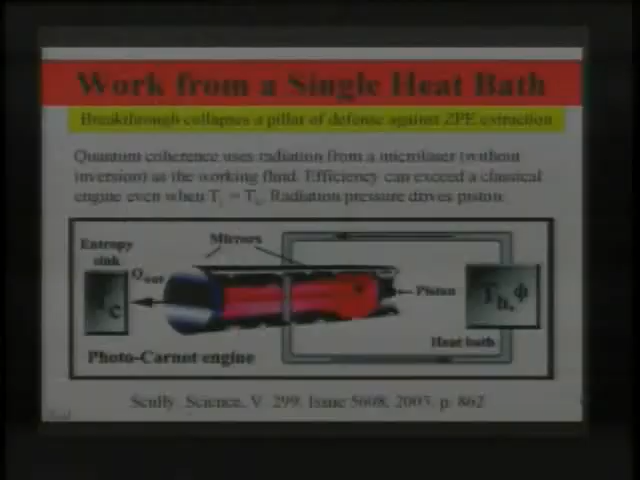 Work from a Single Heat Bath
Breakthrough collapses a pillar of defense against ZPE extraction
Quantum coherence uses radiation from a microlaser (without
inversion) as the working fluid. Efficiency can exceed a classical
engine even when T = T. Radiation pressure drives piston.
Mirrors
Entropy
sink
Q out
Piston
T h, φ
c
Heat bath
Photo-Carnot engine
Scully Science, V. 299, Issue 5608, 2003, p. 862